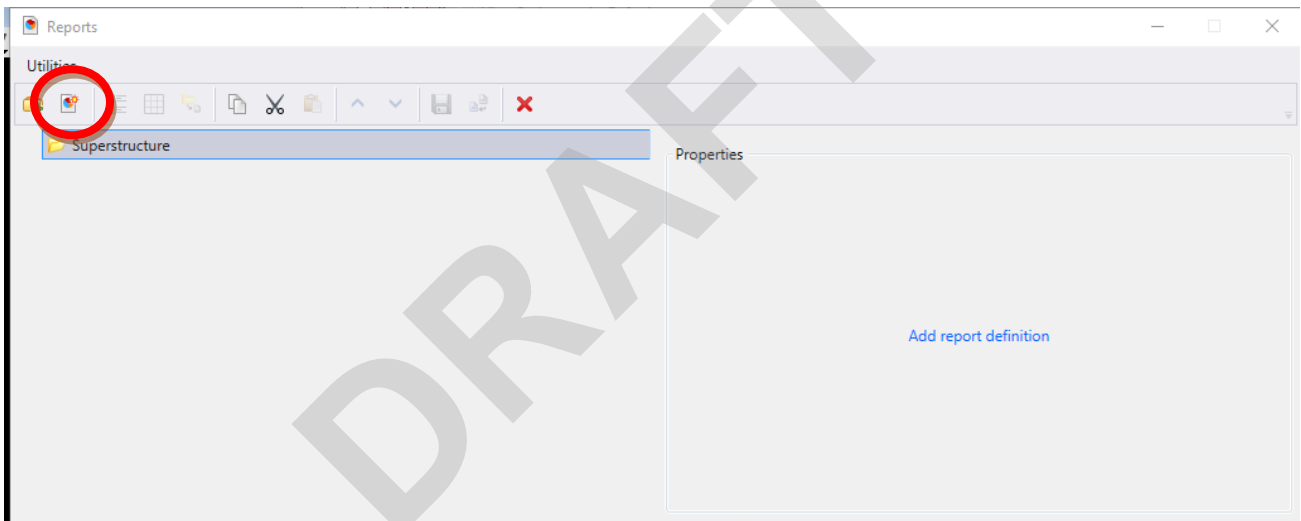 Reports
Utilities
Superstructure
Properties
Add report definition
DRAFT